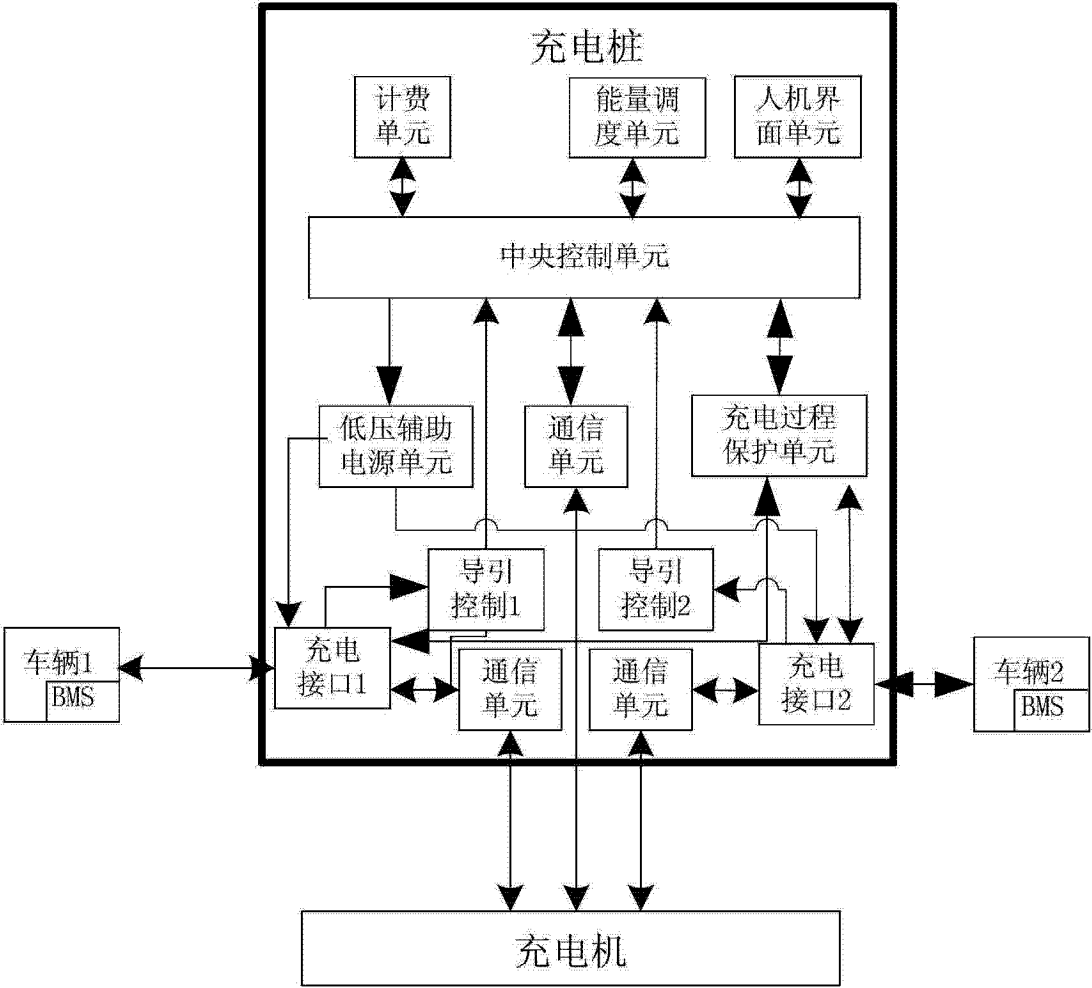 充电桩
计费
单元
能量调
度单元
人机界
面单元
中央控制单元
低压辅助
电源单元
通信
单元
充电过程
保护单元
导引
控制1
导引
控制2
车辆1
BMS
充电
接口1
通信
单元
通信
单元
充电
接口2
车辆2
BMS
充电机